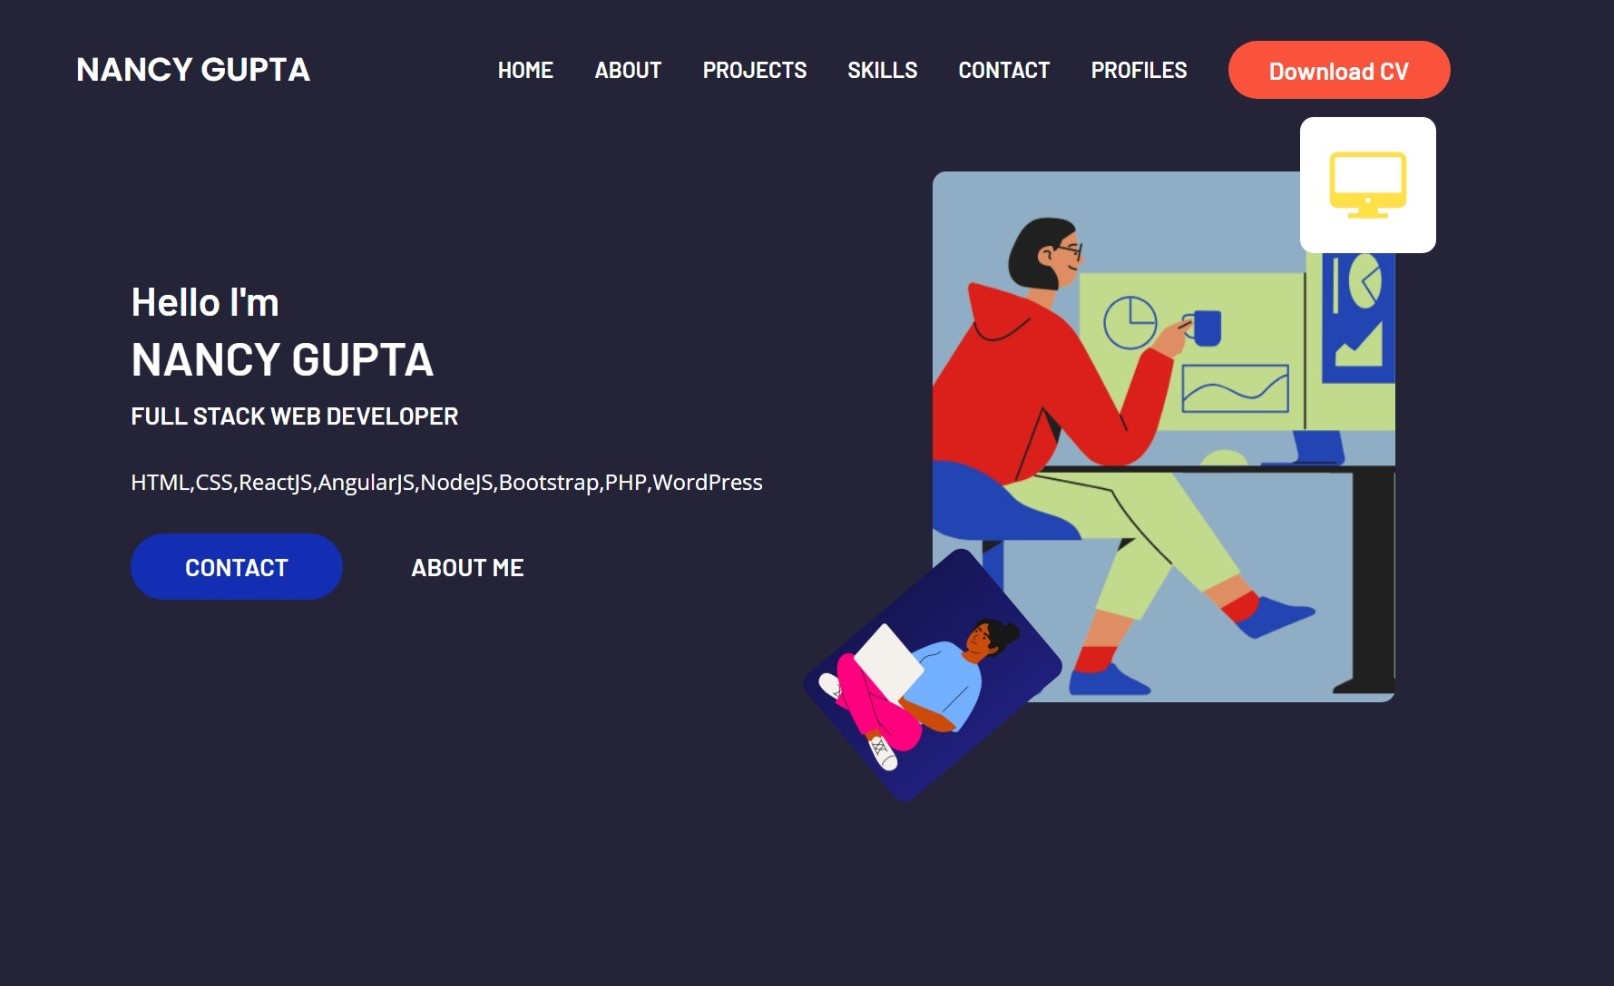 NANCY GUPTA
HOME ABOUT PROJECTS SKILLS CONTACT PROFILES Download CV
Hello I'm
NANCY GUPTA
FULL STACK WEB DEVELOPER
HTML,CSS,ReactJS,AngularJS,NodeJS,Bootstrap,PHP,WordPress
CONTACT ABOUT ME